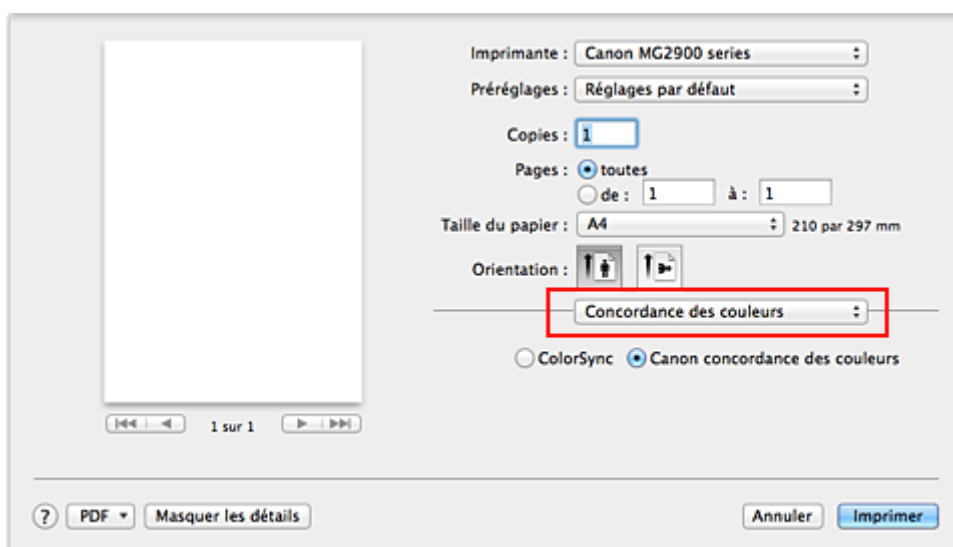 Imprimante : Canon MG2900 series
Préréglages : Réglages par défaut
Copies : 1
Pages : toutes
de : 1 à : 1
Taille du papier : A4 210 par 297 mm
Orientation :
Concordance des couleurs
ColorSync Canon concordance des couleurs
1 sur 1
? PDF Masquer les détails Annuler Imprimer